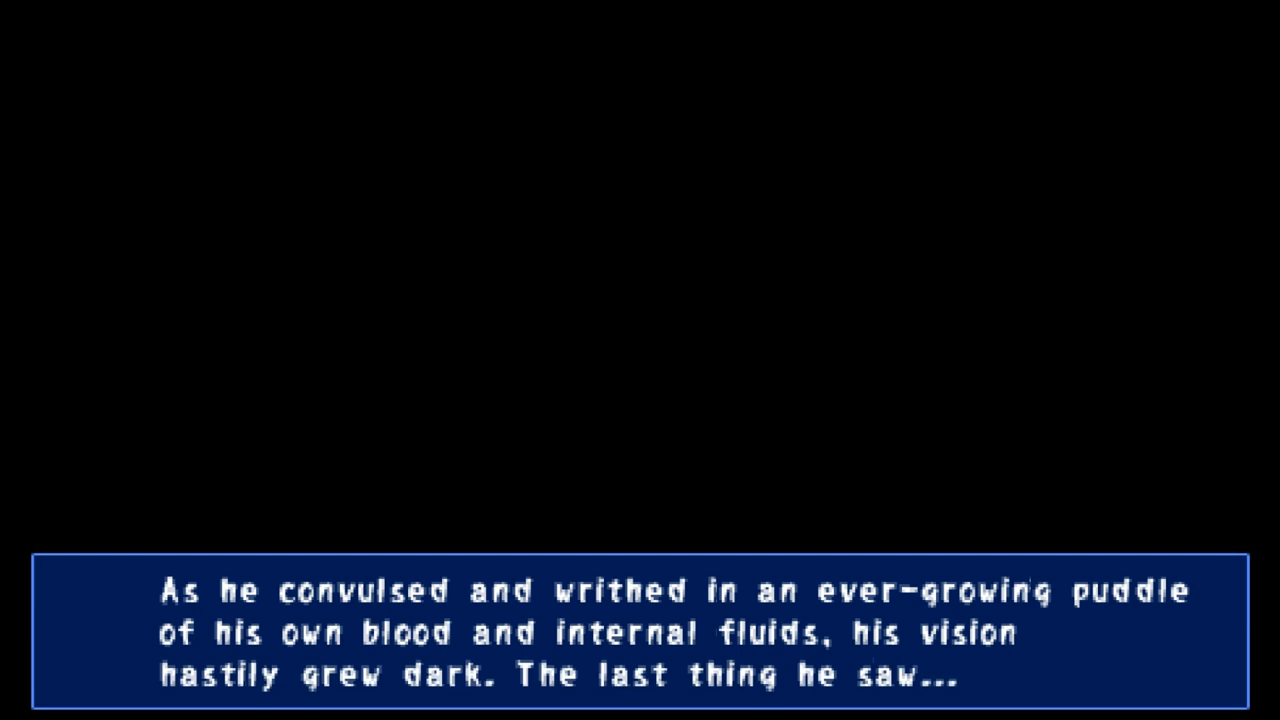 As he convulsed and writhed in an ever-growing puddle
of his own blood and internal fluids, his vision
hastily grew dark. The last thing he saw...